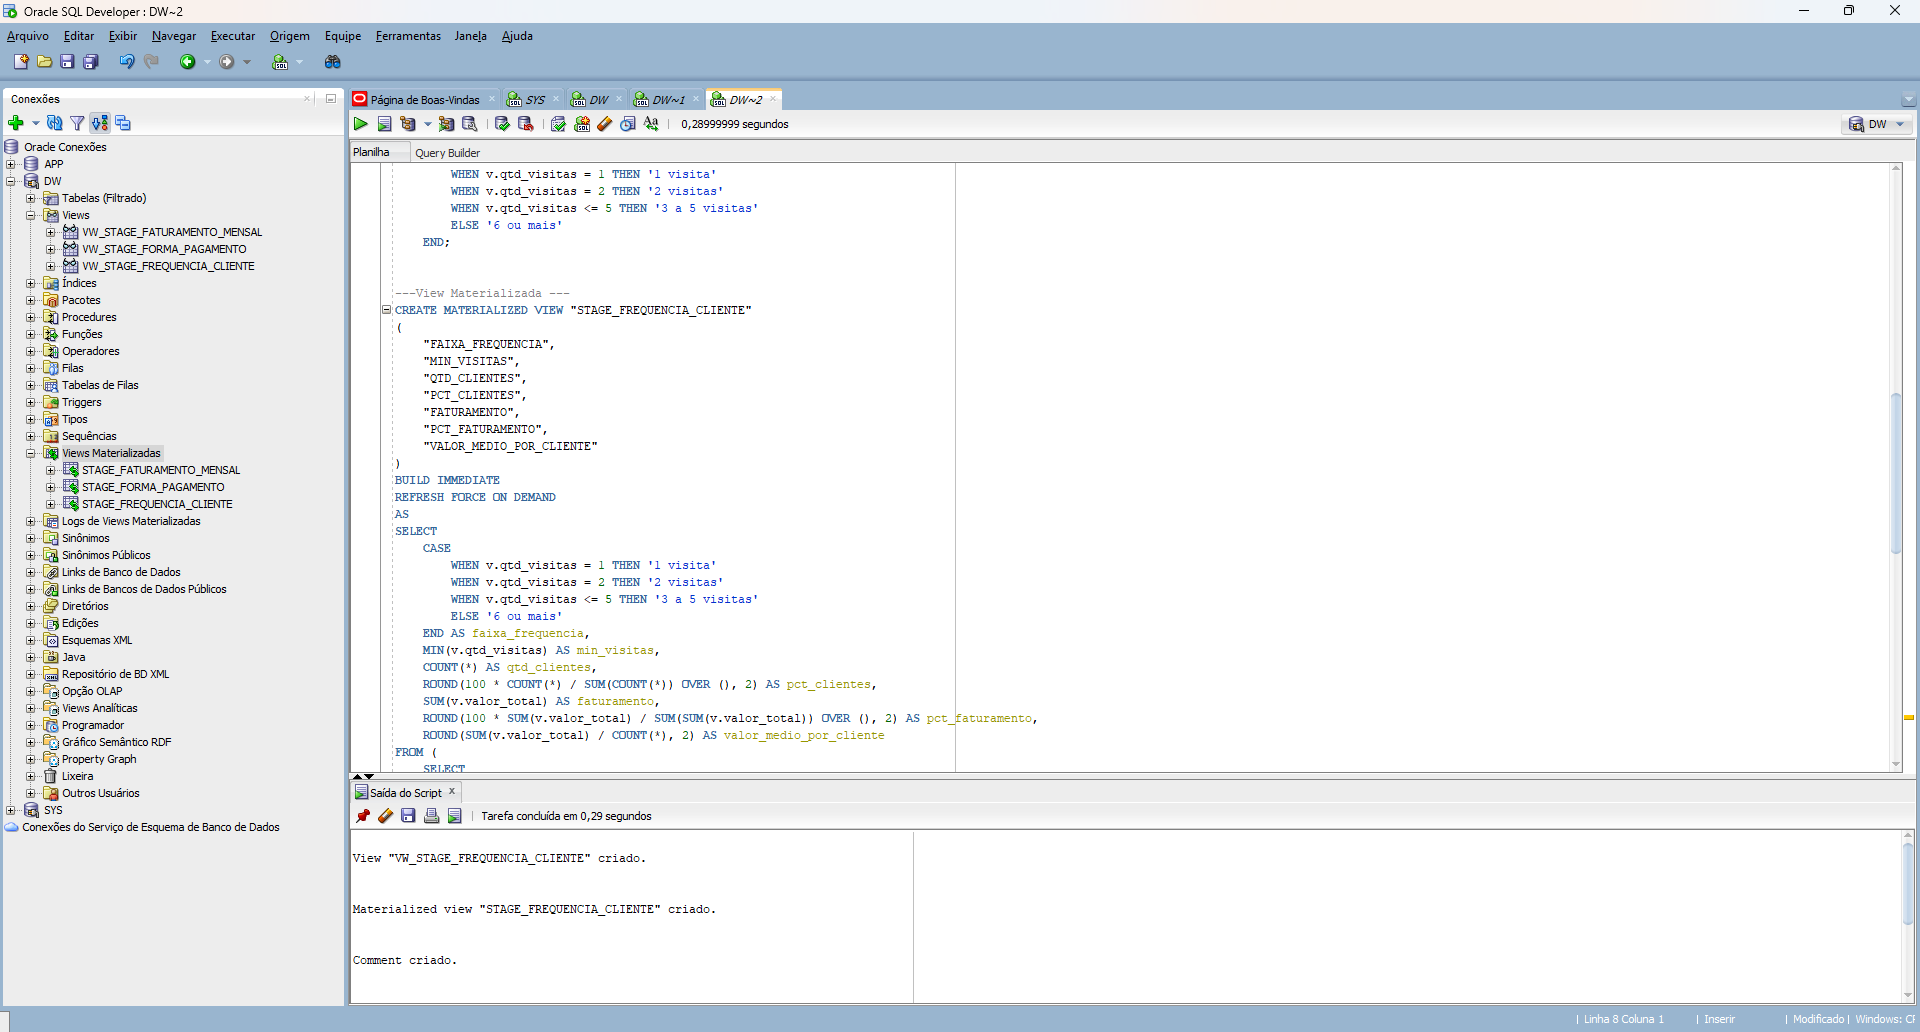 Oracle SQL Developer : DW~2
Arquivo Editar Exibir Navegar Executar Origem Equipe Ferramentas Janela Ajuda
Conexões
Oracle Conexões
APP
DW
Tabelas (Filtrado)
Views
VW_STAGE_FATURAMENTO_MENSAL
VW_STAGE_FORMA_PAGAMENTO
VW_STAGE_FREQUENCIA_CLIENTE
Índices
Pacotes
Procedures
Funções
Operadores
Filas
Tabelas de Filas
Triggers
Tipos
Sequências
Views Materializadas
STAGE_FATURAMENTO_MENSAL
STAGE_FORMA_PAGAMENTO
STAGE_FREQUENCIA_CLIENTE
Logs de Views Materializadas
Sinônimos
Sinônimos Públicos
Links de Banco de Dados
Links de Bancos de Dados Públicos
Diretórios
Edições
Esquemas XML
Java
Repositório de BD XML
Opção OLAP
Views Analíticas
Programador
Gráfico Semântico RDF
Property Graph
Lixeira
Outros Usuários
SYS
Conexões do Serviço de Esquema de Banco de Dados
Página de Boas-Vindas SYS DW DW~1 DW~2
0,28999999 segundos
DW
Planilha Query Builder
WHEN v.qtd_visitas = 1 THEN '1 visita'
WHEN v.qtd_visitas = 2 THEN '2 visitas'
WHEN v.qtd_visitas <= 5 THEN '3 a 5 visitas'
ELSE '6 ou mais'
END;
---View Materializada ---
CREATE MATERIALIZED VIEW "STAGE_FREQUENCIA_CLIENTE"
(
"FAIXA_FREQUENCIA",
"MIN_VISITAS",
"QTD_CLIENTES",
"PCT_CLIENTES",
"FATURAMENTO",
"PCT_FATURAMENTO",
"VALOR_MEDIO_POR_CLIENTE"
)
BUILD IMMEDIATE
REFRESH FORCE ON DEMAND
AS
SELECT
CASE
WHEN v.qtd_visitas = 1 THEN '1 visita'
WHEN v.qtd_visitas = 2 THEN '2 visitas'
WHEN v.qtd_visitas <= 5 THEN '3 a 5 visitas'
ELSE '6 ou mais'
END AS faixa_frequencia,
MIN(v.qtd_visitas) AS min_visitas,
COUNT(*) AS qtd_clientes,
ROUND(100 * COUNT(*) / SUM(COUNT(*)) OVER (), 2) AS pct_clientes,
SUM(v.valor_total) AS faturamento,
ROUND(100 * SUM(v.valor_total) / SUM(SUM(v.valor_total)) OVER (), 2) AS pct_faturamento,
ROUND(SUM(v.valor_total) / COUNT(*), 2) AS valor_medio_por_cliente
FROM (
SELECT
Saída do Script
Tarefa concluída em 0,29 segundos
View "VW_STAGE_FREQUENCIA_CLIENTE" criado.
Materialized view "STAGE_FREQUENCIA_CLIENTE" criado.
Comment criado.
| Linha 8 Coluna 1 | Inserir | Modificado | Windows: CF